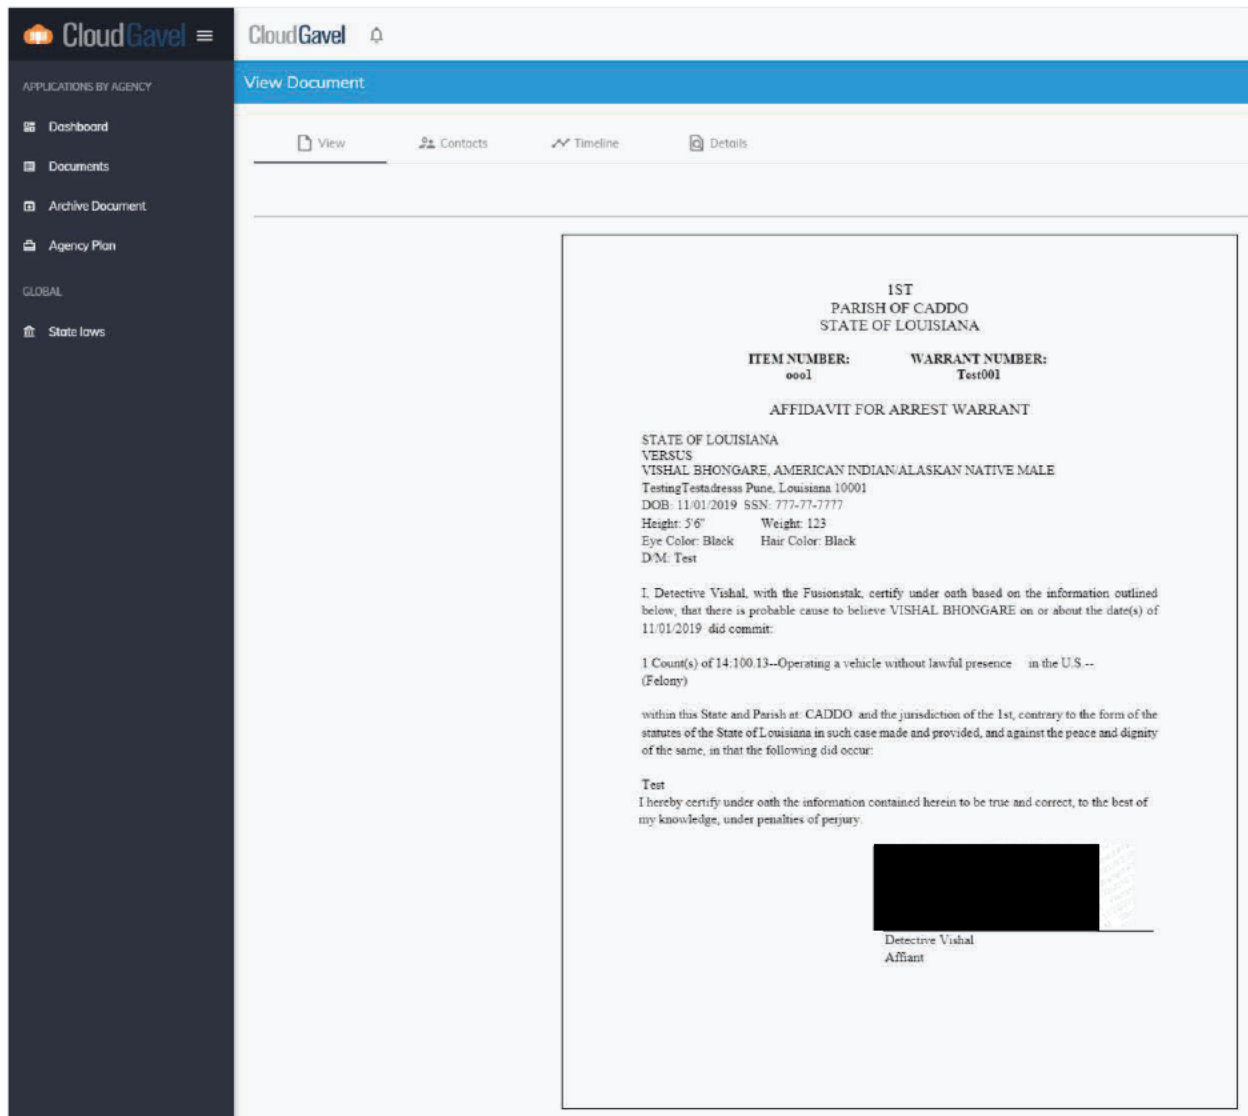 CloudGavel
APPLICATIONS BY AGENCY
Dashboard
Documents
Archive Document
Agency Plan
GLOBAL
State laws
CloudGavel
View Document
View Contacts Timeline Details
1ST
PARISH OF CADDO
STATE OF LOUISIANA
ITEM NUMBER: WARRANT NUMBER:
ooo1 Test001
AFFIDAVIT FOR ARREST WARRANT
STATE OF LOUISIANA
VERSUS
VISHAL BHONGARE, AMERICAN INDIAN/ALASKAN NATIVE MALE
TestingTestadresss Pune, Louisiana 10001
DOB: 11/01/2019 SSN: 777-77-7777
Height: 5'6" Weight: 123
Eye Color: Black Hair Color: Black
D/M: Test
I, Detective Vishal, with the Fusionstak, certify under oath based on the information outlined
below, that there is probable cause to believe VISHAL BHONGARE on or about the date(s) of
11/01/2019 did commit:
1 Count(s) of 14:100.13--Operating a vehicle without lawful presence in the U.S.--
(Felony)
within this State and Parish at: CADDO and the jurisdiction of the 1st, contrary to the form of the
statutes of the State of Louisiana in such case made and provided, and against the peace and dignity
of the same, in that the following did occur:
Test
I hereby certify under oath the information contained herein to be true and correct, to the best of
my knowledge, under penalties of perjury.
Detective Vishal
Affiant